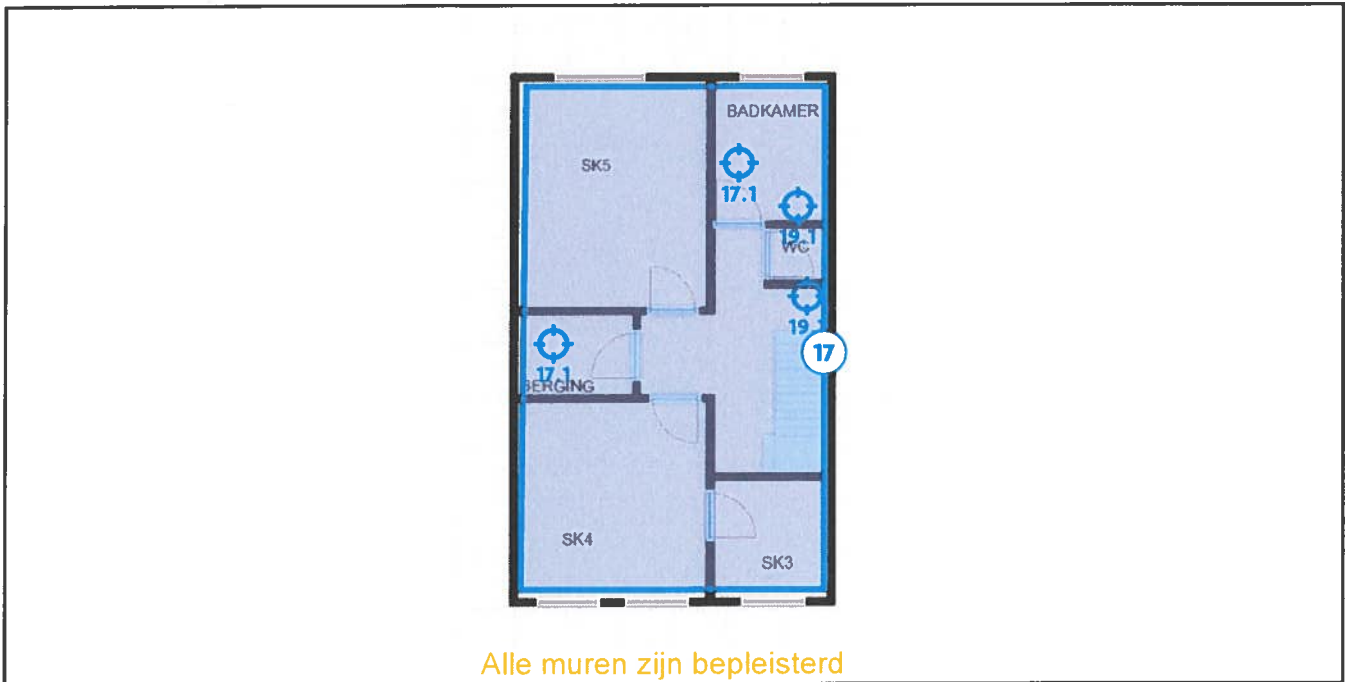 BADKAMER
SK5
17.1
19.1
WC
19.1
17
17.1
BERGING
SK4
SK3
Alle muren zijn bepleisterd